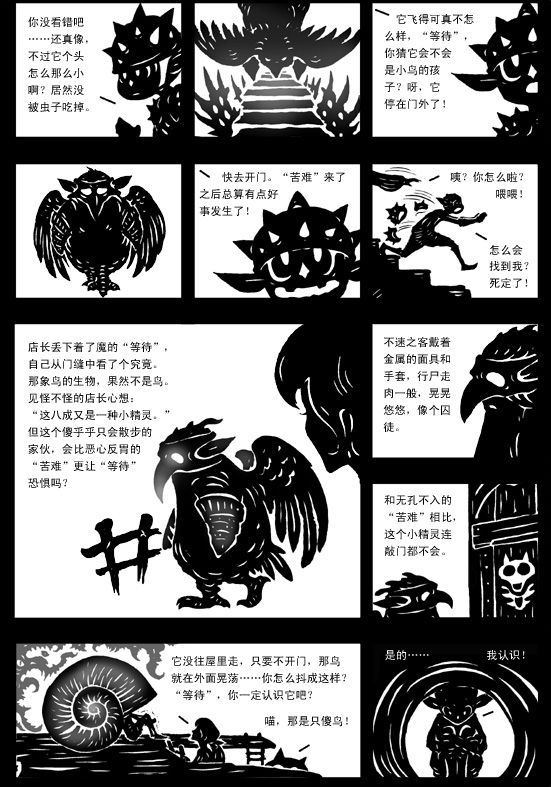 你没看错吧
……还真像，
不过它个头
怎么那么小
啊？居然没
被虫子吃掉。
它飞得可真不怎
么样，“等待”，
你猜它会不会
是小鸟的孩
子？呀，它
停在门外了！
快去开门。“苦难”来了
之后总算有点好
事发生了！
咦？你怎么啦？
喂喂！
怎么会
找到我？
死定了！
店长丢下着了魔的“等待”，
自己从门缝中看了个究竟。
那象鸟的生物，果然不是鸟。
见怪不怪的店长心想：
“这八成又是一种小精灵。”
但这个傻乎乎只会散步的
家伙，会比恶心反胃的
“苦难”更让“等待”
恐惧吗？
不速之客戴着
金属的面具和
手套，行尸走
肉一般，晃晃
悠悠，像个囚
徒。
和无孔不入的
“苦难”相比，
这个小精灵连
敲门都不会。
它没往屋里走，只要不开门，那鸟
就在外面晃荡……你怎么抖成这样？
“等待”，你一定认识它吧？
喵，那是只傻鸟！
是的……
我认识！